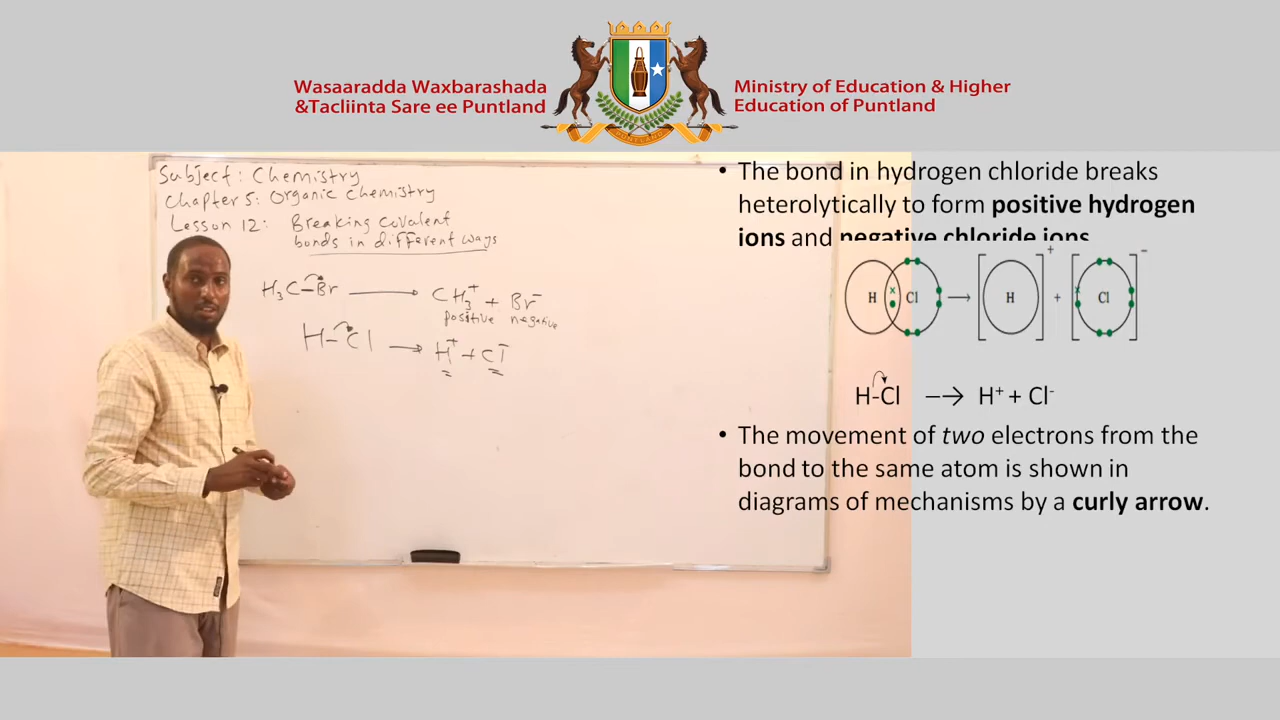 Wasaaradda Waxbarashada
&Tacliinta Sare ee Puntland
Ministry of Education & Higher
Education of Puntland
PUNTLAND
Subject: Chemistry
Chapter 5: Organic Chemistry
Lesson 12: Breaking Covalent
bonds in different ways
H₃C–Br → CH₃⁺ + Br⁻
positive negative
H–Cl → H⁺ + Cl⁻
• The bond in hydrogen chloride breaks
heterolytically to form positive hydrogen
ions and negative chloride ions
H Cl → [H]⁺ + [Cl]⁻
H-Cl → H⁺ + Cl⁻
• The movement of two electrons from the
bond to the same atom is shown in
diagrams of mechanisms by a curly arrow.